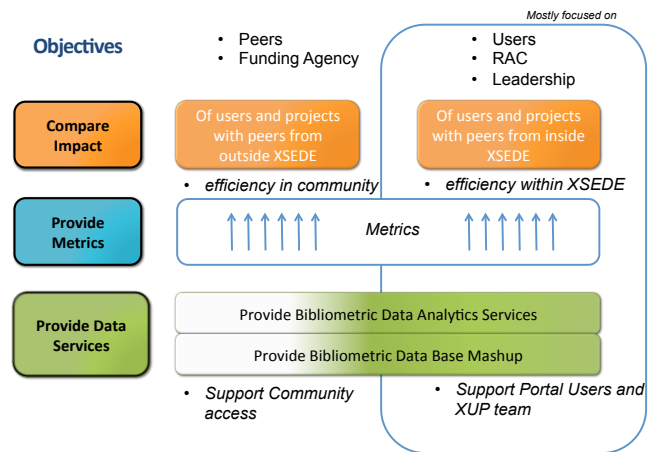 Mostly focused on
Objectives
• Peers
• Funding Agency
• Users
• RAC
• Leadership
Compare
Impact
Of users and projects
with peers from
outside XSEDE
Of users and projects
with peers from inside
XSEDE
• efficiency in community
• efficiency within XSEDE
Provide
Metrics
Metrics
Provide Data
Services
Provide Bibliometric Data Analytics Services
Provide Bibliometric Data Base Mashup
• Support Community
access
• Support Portal Users and
XUP team